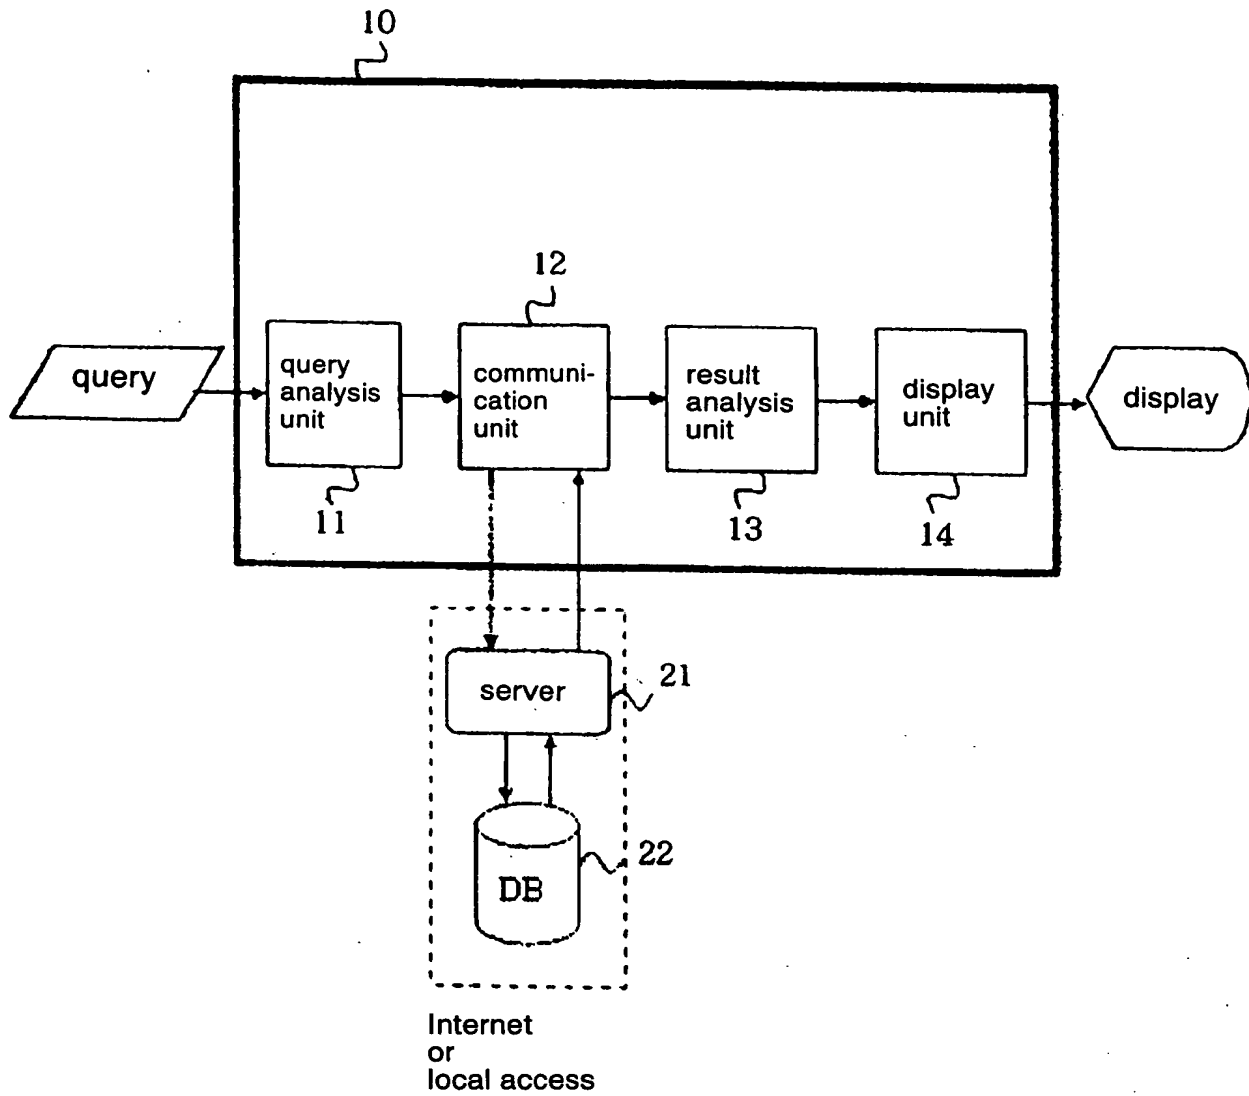 10
12
query
query
analysis
unit
communi-
cation
unit
result
analysis
unit
display
unit
display
11
13
14
server
21
DB
22
Internet
or
local access